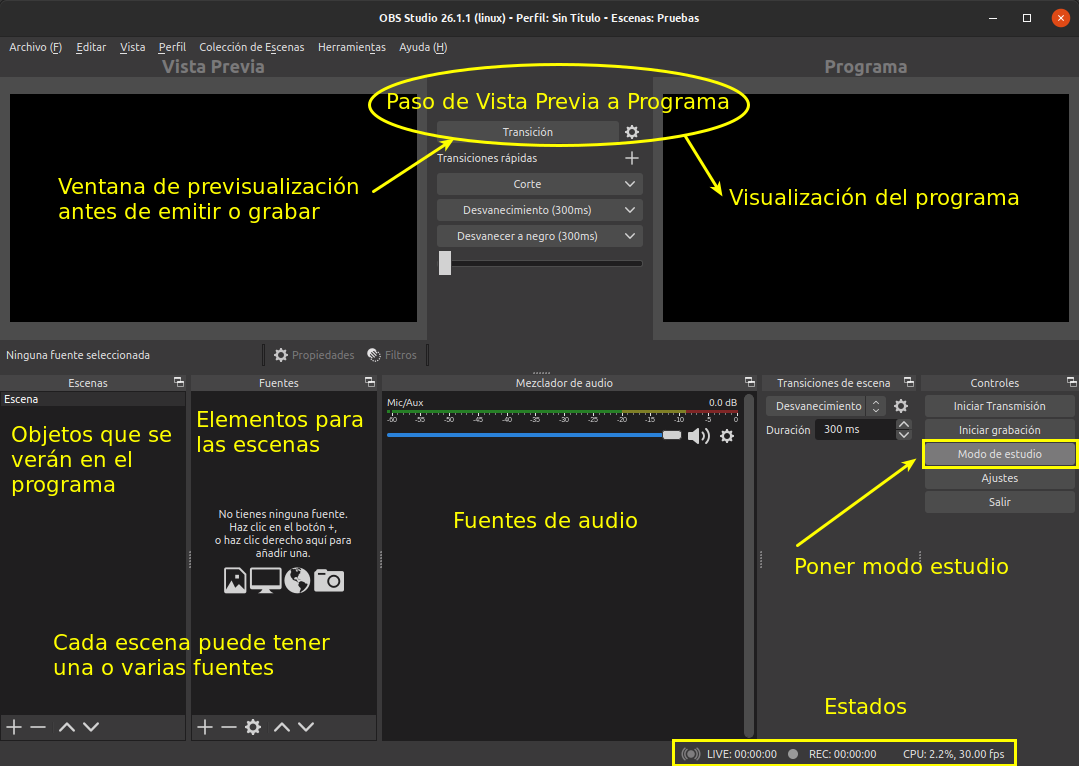 OBS Studio 26.1.1 (linux) - Perfil: Sin Título - Escenas: Pruebas
Archivo (F) Editar Vista Perfil Colección de Escenas Herramientas Ayuda (H)
Vista Previa
Programa
Paso de Vista Previa a Programa
Transición
Transiciones rápidas
Corte
Desvanecimiento (300ms)
Desvanecer a negro (300ms)
Ventana de previsualización
antes de emitir o grabar
Visualización del programa
Ninguna fuente seleccionada
Propiedades
Filtros
Escenas
Escena
Objetos que se
verán en el
programa
Fuentes
Elementos para
las escenas
No tienes ninguna fuente.
Haz clic en el botón +,
o haz clic derecho aquí para
añadir una.
Cada escena puede tener
una o varias fuentes
Mezclador de audio
Mic/Aux 0.0 dB
-60 -55 -50 -45 -40 -35 -30 -25 -20 -15 -10 -5 0
Fuentes de audio
Transiciones de escena
Desvanecimiento
Duración 300 ms
Controles
Iniciar Transmisión
Iniciar grabación
Modo de estudio
Ajustes
Salir
Poner modo estudio
Estados
LIVE: 00:00:00 REC: 00:00:00 CPU: 2.2%, 30.00 fps